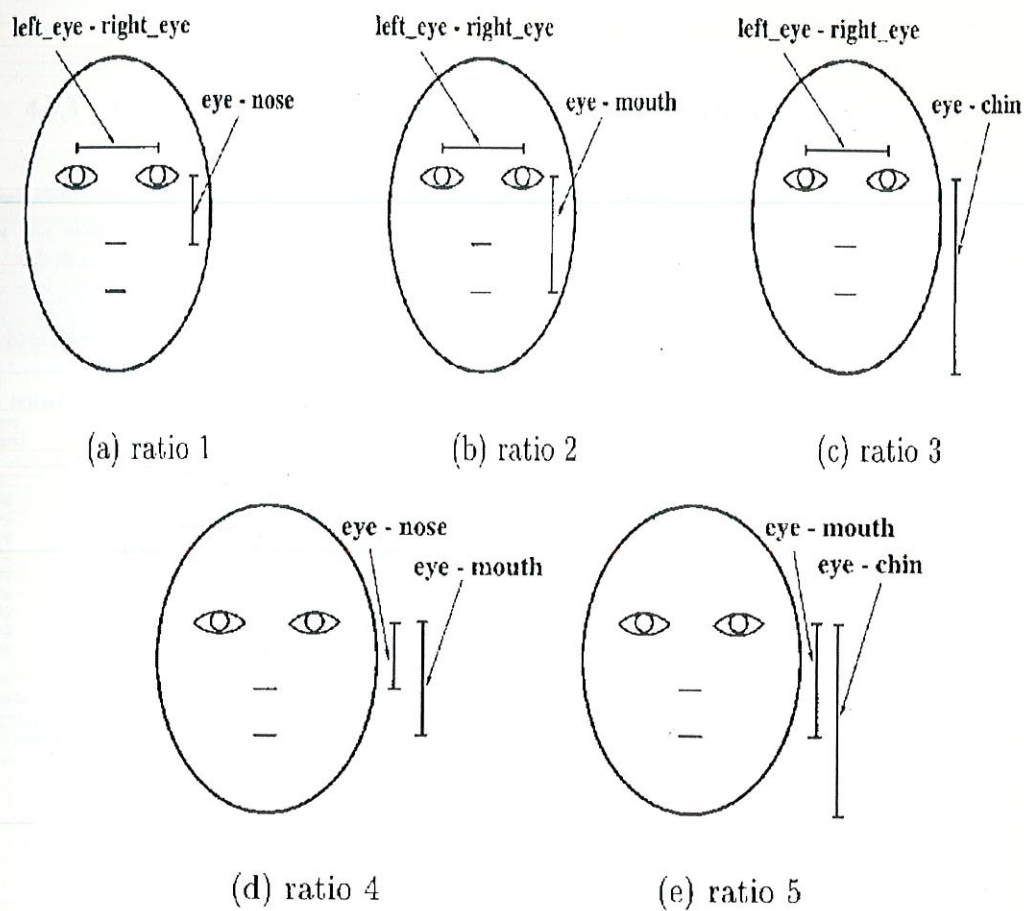 left_eye - right_eye
eye - nose
(a) ratio 1
left_eye - right_eye
eye - mouth
(b) ratio 2
left_eye - right_eye
eye - chin
(c) ratio 3
eye - nose
eye - mouth
(d) ratio 4
eye - mouth
eye - chin
(e) ratio 5